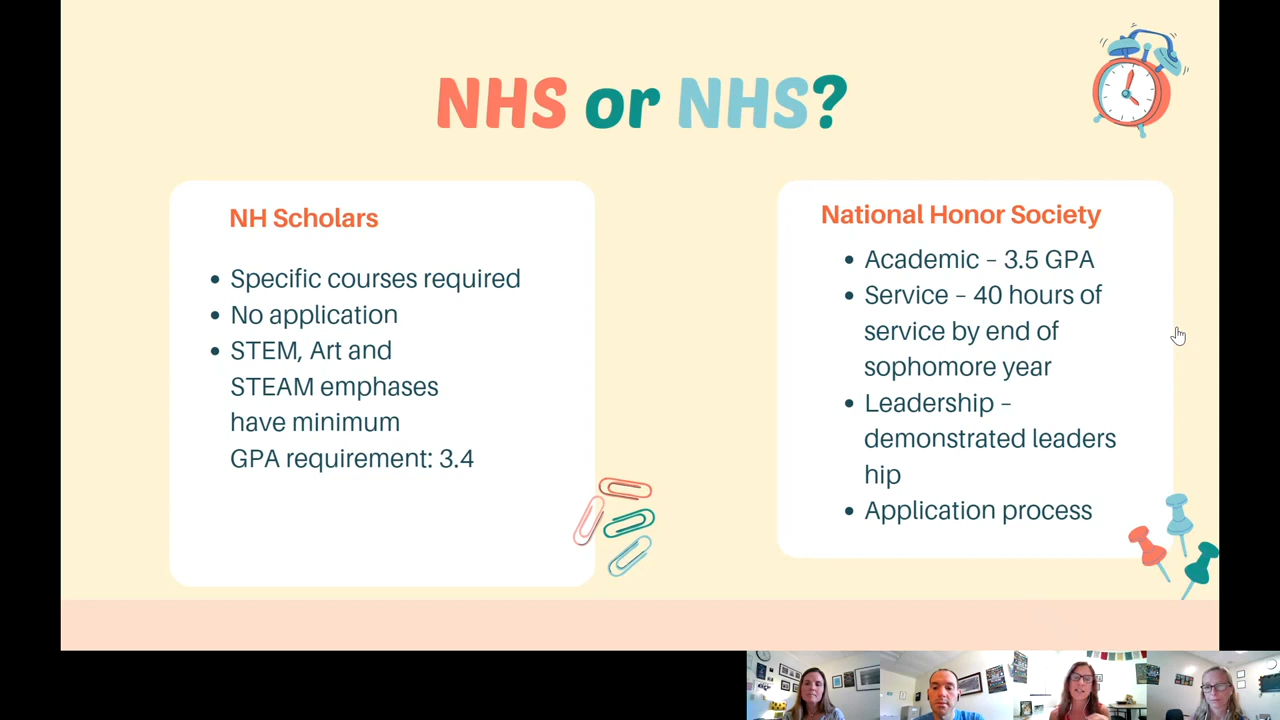 NHS or NHS?
NH Scholars
• Specific courses required
• No application
• STEM, Art and
STEAM emphases
have minimum
GPA requirement: 3.4
National Honor Society
• Academic – 3.5 GPA
• Service – 40 hours of
service by end of
sophomore year
• Leadership –
demonstrated leaders
hip
• Application process